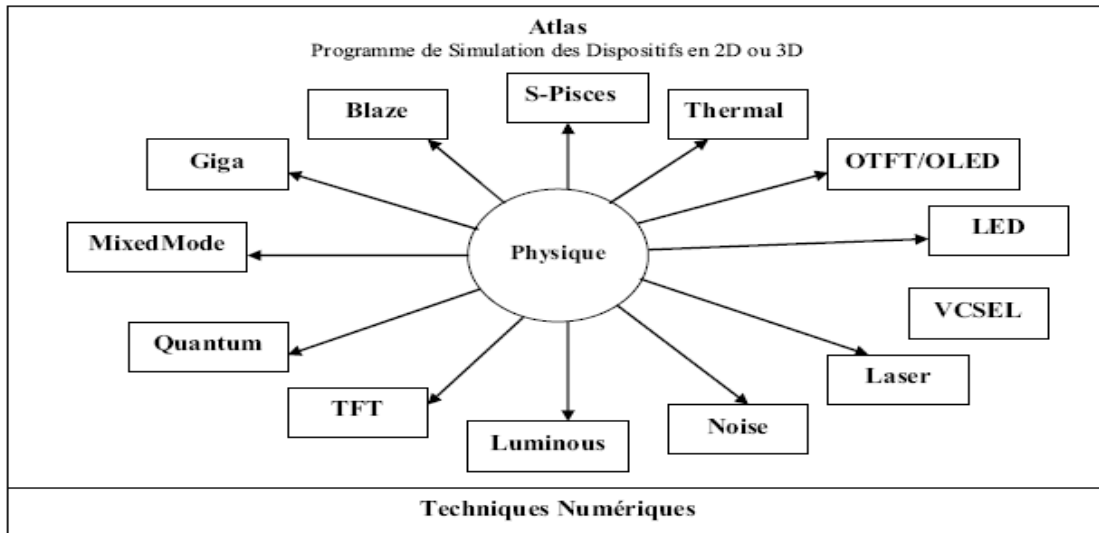 Atlas
Programme de Simulation des Dispositifs en 2D ou 3D
S-Pisces
Blaze
Thermal
Giga
OTFT/OLED
MixedMode
LED
Physique
VCSEL
Quantum
Laser
TFT
Noise
Luminous
Techniques Numériques